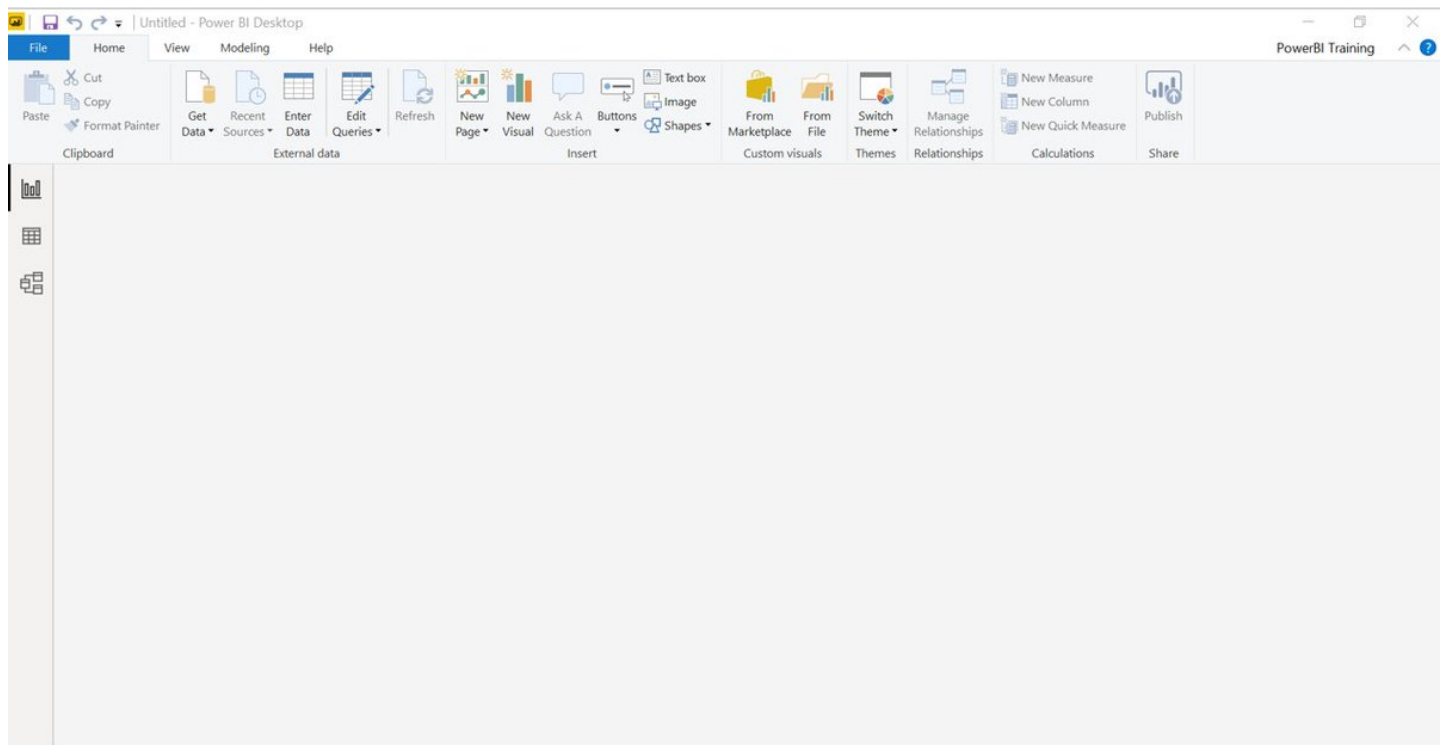 Untitled - Power BI Desktop
File Home View Modeling Help PowerBI Training ?
Paste
Cut
Copy
Format Painter
Clipboard
Get Data
Recent Sources
Enter Data
Edit Queries
Refresh
External data
New Page
New Visual
Ask A Question
Buttons
Text box
Image
Shapes
Insert
From Marketplace
From File
Custom visuals
Switch Theme
Themes
Manage Relationships
Relationships
New Measure
New Column
New Quick Measure
Calculations
Publish
Share